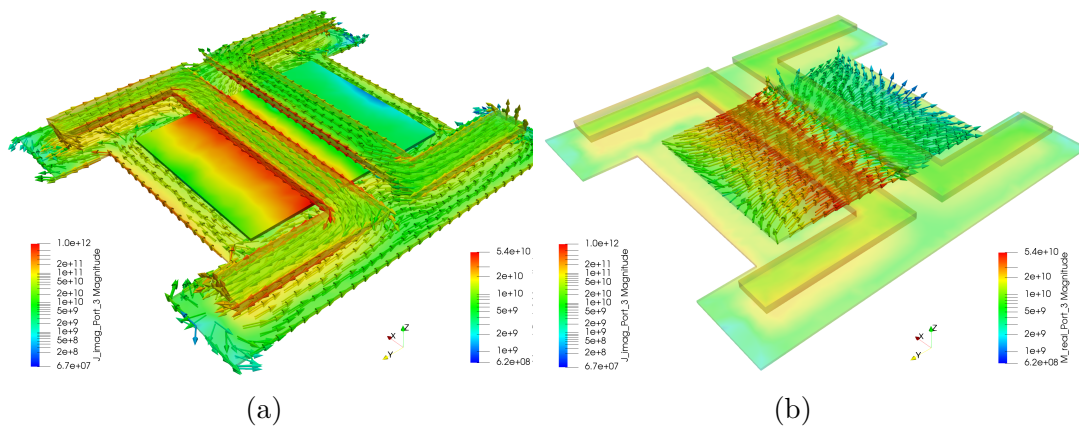 1.0e+12
2e+11
1e+11
5e+10
2e+10
1e+10
5e+9
2e+9
1e+9
5e+8
2e+8
6.7e+07
J_imag_Port_3 Magnitude
5.4e+10
2e+10
1e+10
5e+9
2e+9
1e+9
6.2e+08
X
Y
Z
1.0e+12
2e+11
1e+11
5e+10
2e+10
1e+10
5e+9
2e+9
1e+9
5e+8
2e+8
6.7e+07
J_imag_Port_3 Magnitude
X
Y
Z
5.4e+10
2e+10
1e+10
5e+9
2e+9
1e+9
6.2e+08
M_real_Port_3 Magnitude
(a)
(b)